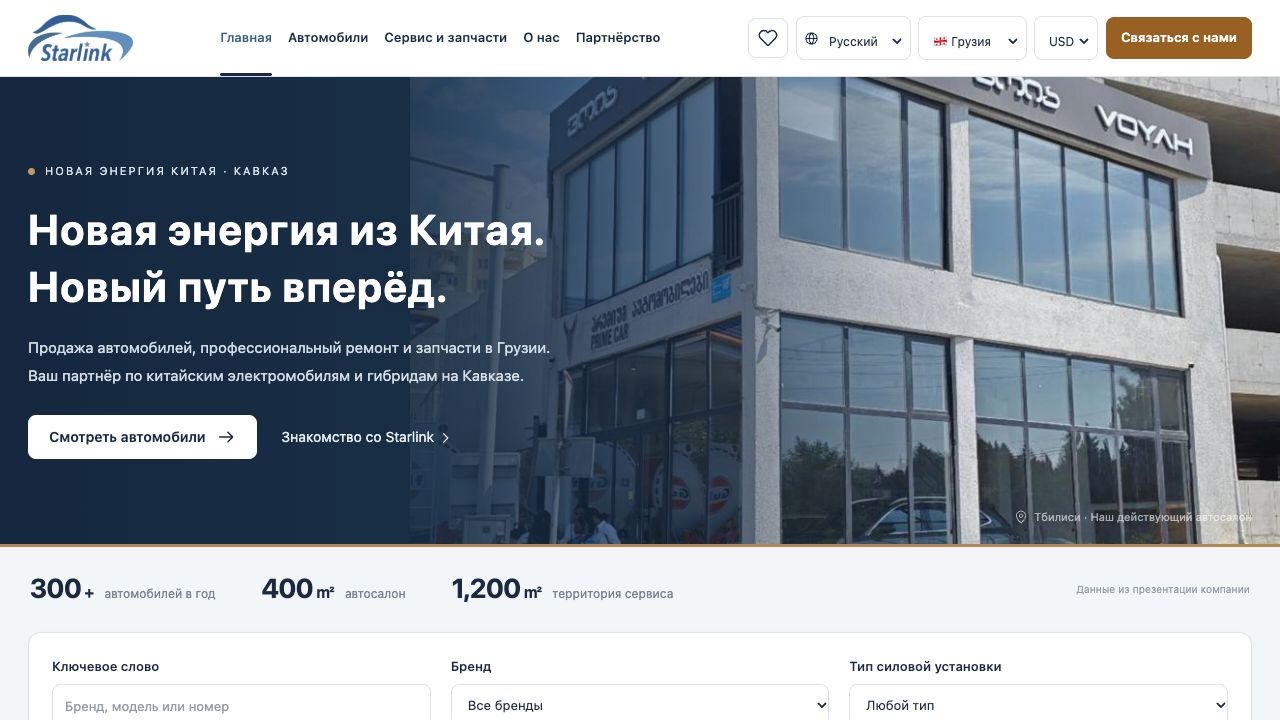 Starlink
Главная
Автомобили
Сервис и запчасти
О нас
Партнёрство
Русский
Грузия
USD
Связаться с нами
НОВАЯ ЭНЕРГИЯ КИТАЯ · КАВКАЗ
Новая энергия из Китая.
Новый путь вперёд.
Продажа автомобилей, профессиональный ремонт и запчасти в Грузии.
Ваш партнёр по китайским электромобилям и гибридам на Кавказе.
Смотреть автомобили
Знакомство со Starlink
VOYAH
პრემიუმ ავტომობილები
PRIME CAR
Тбилиси · Наш действующий автосалон
300+ автомобилей в год
400 m² автосалон
1,200 m² территория сервиса
Данные из презентации компании
Ключевое слово
Бренд
Тип силовой установки
Бренд, модель или номер
Все бренды
Любой тип